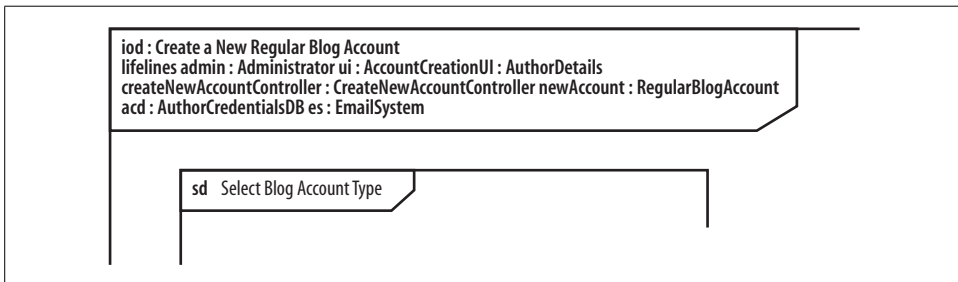 iod : Create a New Regular Blog Account
lifelines admin : Administrator ui : AccountCreationUI : AuthorDetails
createNewAccountController : CreateNewAccountController newAccount : RegularBlogAccount
acd : AuthorCredentialsDB es : EmailSystem
sd Select Blog Account Type